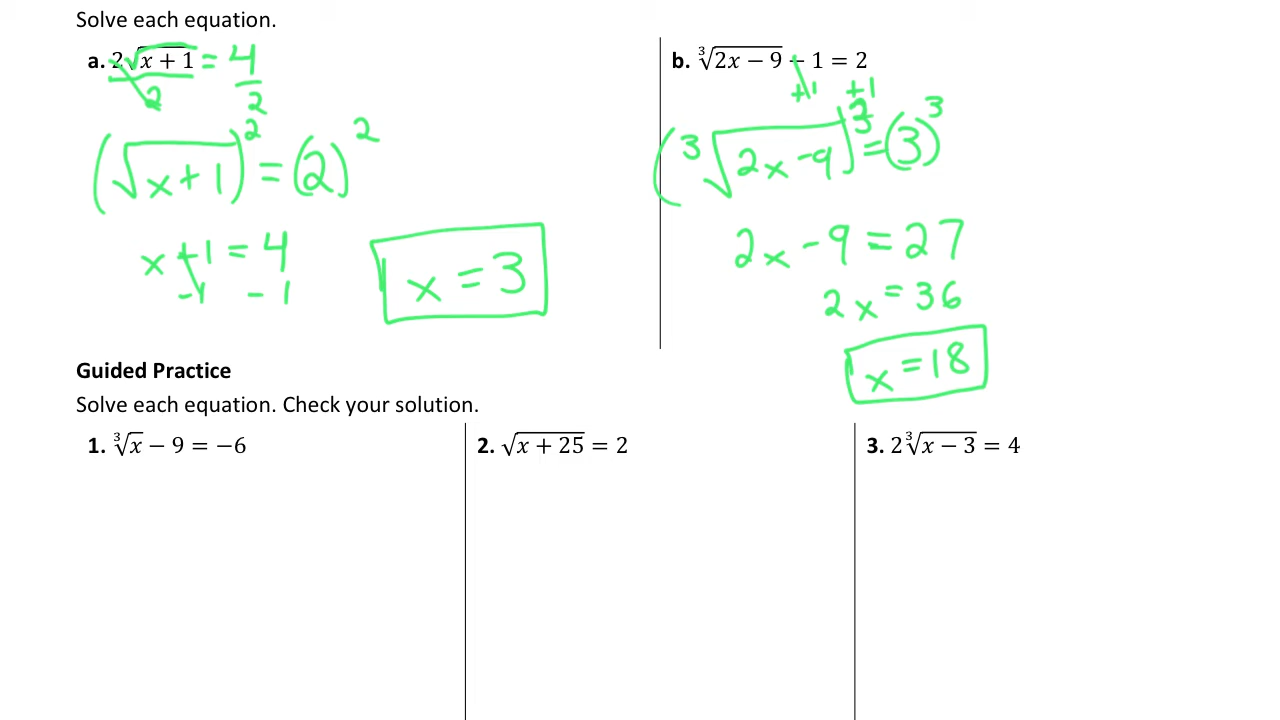 Solve each equation.
a. 2√(x + 1) = 4
2 2
(√(x+1))² = (2)²
x +1 = 4
-1 -1
x = 3
b. ∛(2x − 9) − 1 = 2
+1 +1
(∛(2x -9))³ = (3)³
2x - 9 = 27
2x = 36
x = 18
Guided Practice
Solve each equation. Check your solution.
1. ∛x − 9 = −6
2. √(x + 25) = 2
3. 2∛(x − 3) = 4